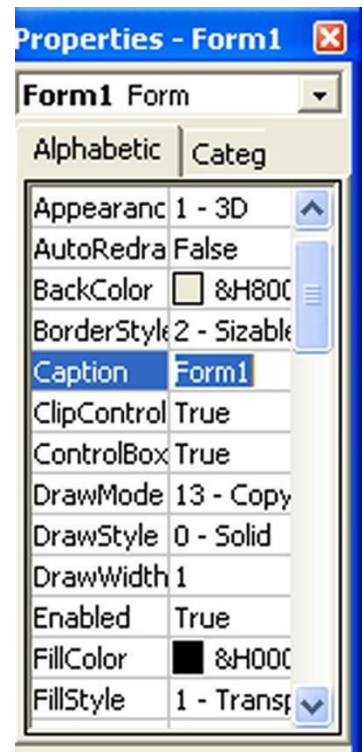 Properties - Form1
Form1 Form
Alphabetic Categ
Appearanc 1 - 3D
AutoRedra False
BackColor &H800
BorderStyle 2 - Sizable
Caption Form1
ClipControl True
ControlBox True
DrawMode 13 - Copy
DrawStyle 0 - Solid
DrawWidth 1
Enabled True
FillColor &H000
FillStyle 1 - Transp